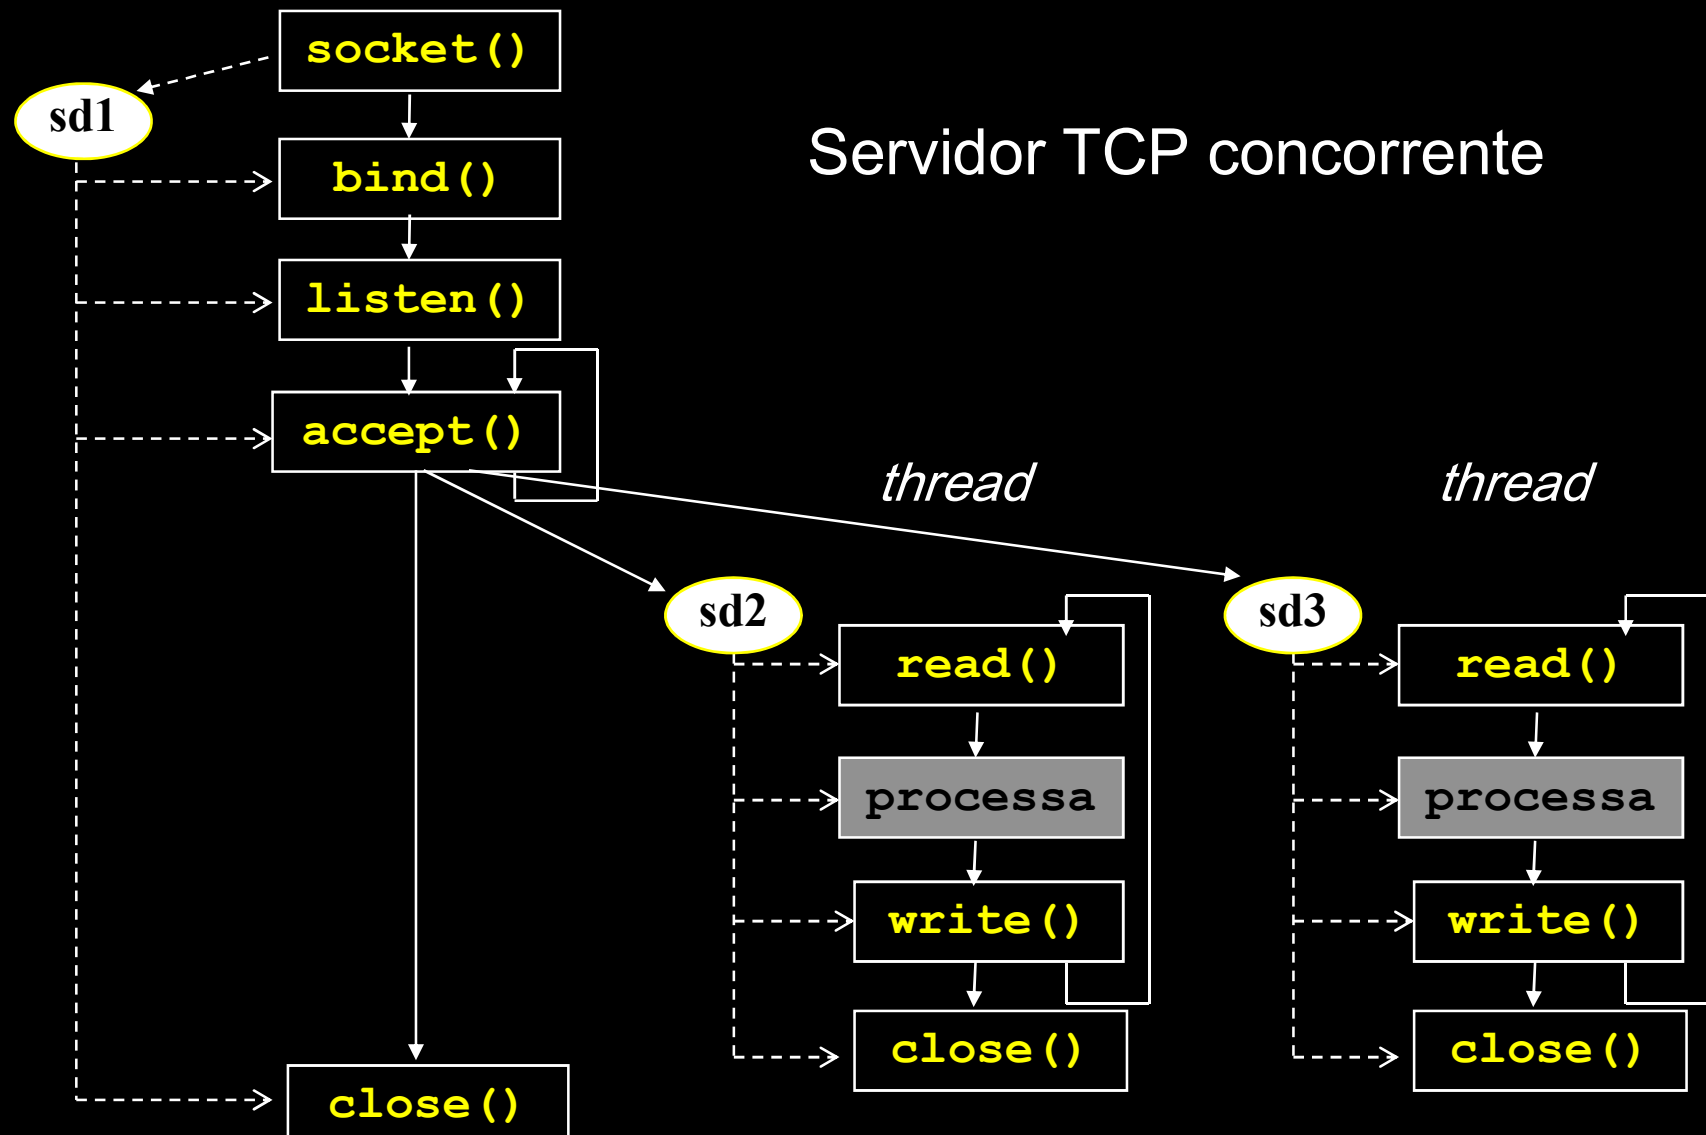 socket()
sd1
Servidor TCP concorrente
bind()
listen()
accept()
thread
thread
sd2
read()
processa
write()
close()
sd3
read()
processa
write()
close()
close()